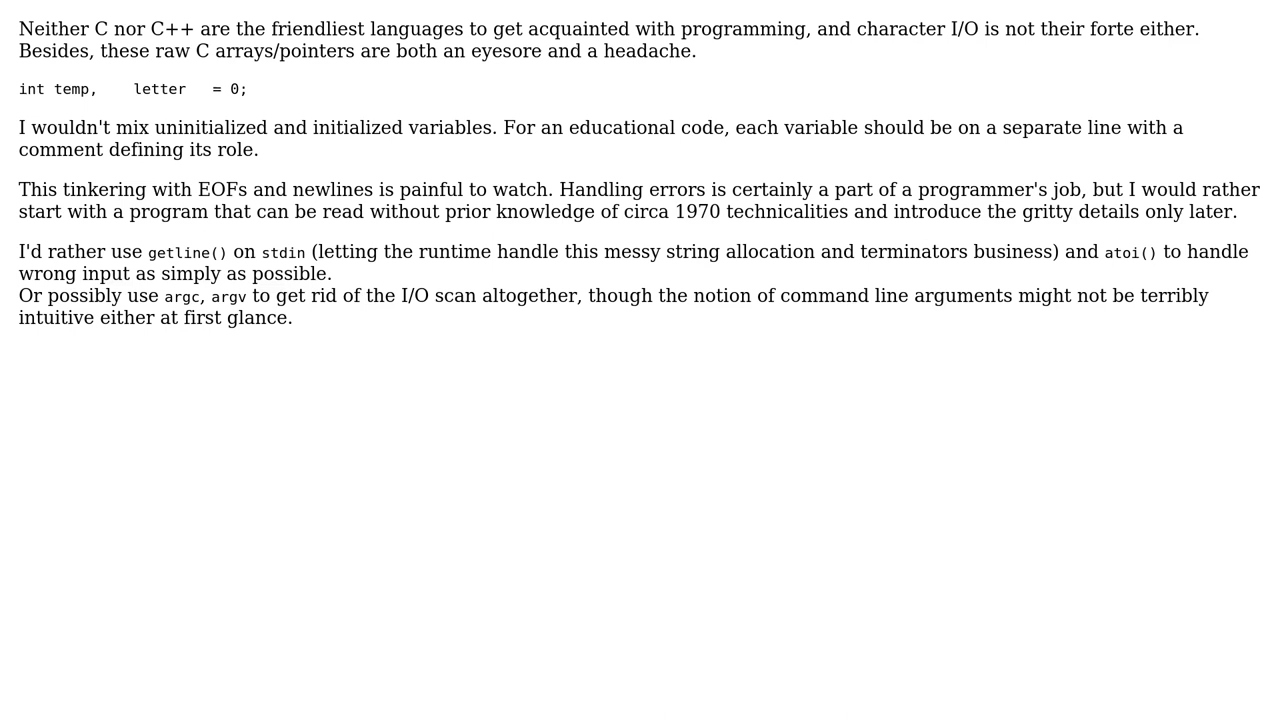 Neither C nor C++ are the friendliest languages to get acquainted with programming, and character I/O is not their forte either.
Besides, these raw C arrays/pointers are both an eyesore and a headache.
int temp,    letter   = 0;
I wouldn't mix uninitialized and initialized variables. For an educational code, each variable should be on a separate line with a
comment defining its role.
This tinkering with EOFs and newlines is painful to watch. Handling errors is certainly a part of a programmer's job, but I would rather
start with a program that can be read without prior knowledge of circa 1970 technicalities and introduce the gritty details only later.
I'd rather use getline() on stdin (letting the runtime handle this messy string allocation and terminators business) and atoi() to handle
wrong input as simply as possible.
Or possibly use argc, argv to get rid of the I/O scan altogether, though the notion of command line arguments might not be terribly
intuitive either at first glance.